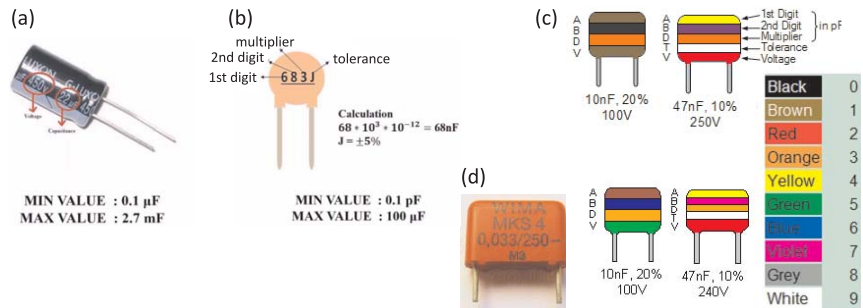 (a)
LUXON
450V
Voltage
Capacitance
MIN VALUE : 0.1 µF
MAX VALUE : 2.7 mF
(b)
multiplier
2nd digit
tolerance
1st digit
683J
Calculation
68 * 10³ * 10⁻¹² = 68nF
J = ±5%
MIN VALUE : 0.1 pF
MAX VALUE : 100 µF
(c)
A
B
D
V
10nF, 20%
100V
A
B
D
T
V
1st Digit
2nd Digit
Multiplier
in pF
Tolerance
Voltage
47nF, 10%
250V
(d)
WIMA
MKS 4
0,033/250-
M3
A
B
D
V
10nF, 20%
100V
A
B
D
T
V
47nF, 10%
240V
Black 0
Brown 1
Red 2
Orange 3
Yellow 4
Green 5
Blue 6
Violet 7
Grey 8
White 9